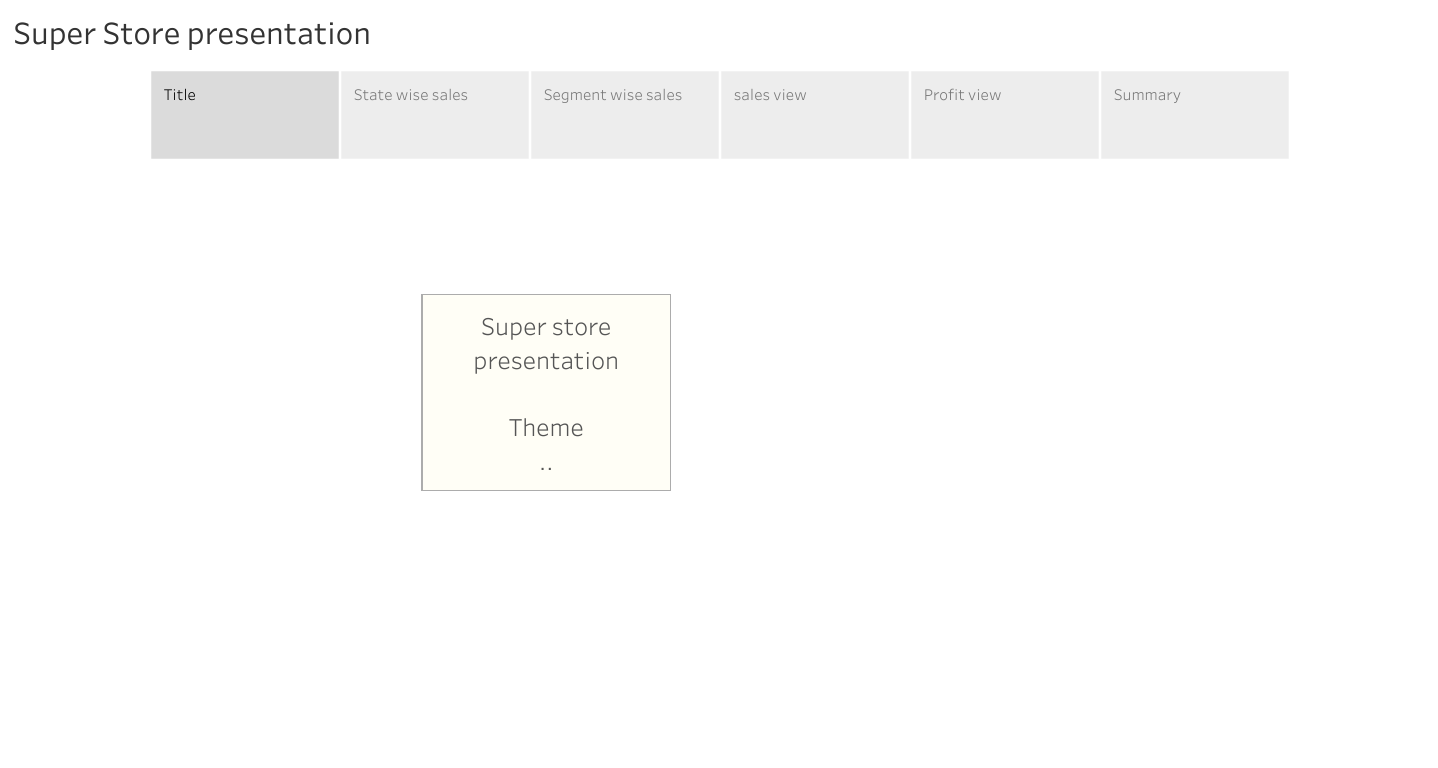 Super Store presentation
Title
State wise sales
Segment wise sales
sales view
Profit view
Summary
Super store
presentation
Theme
..